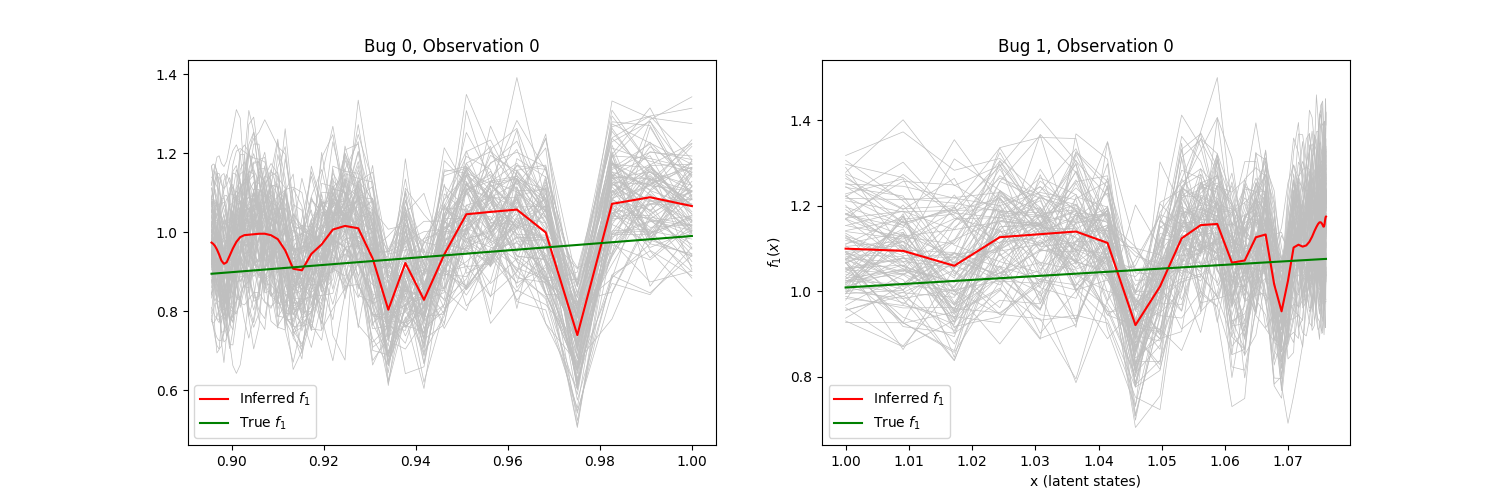 Bug 0, Observation 0
1.4
1.2
1.0
0.8
0.6
Inferred f₁
True f₁
0.90 0.92 0.94 0.96 0.98 1.00
Bug 1, Observation 0
f₁(x)
1.4
1.2
1.0
0.8
Inferred f₁
True f₁
1.00 1.01 1.02 1.03 1.04 1.05 1.06 1.07
x (latent states)